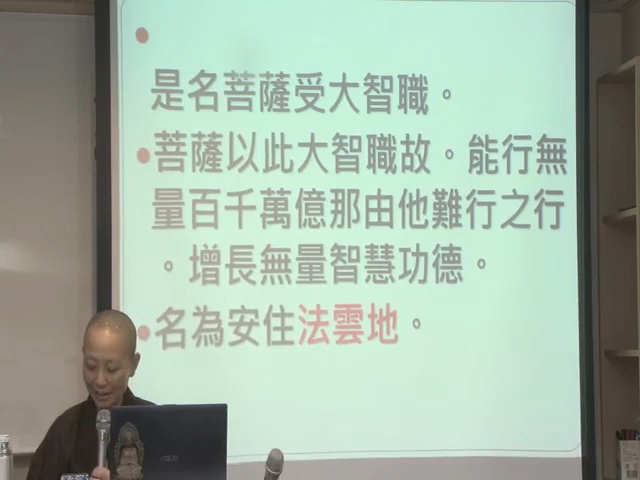 是名菩薩受大智職。
菩薩以此大智職故。能行無
量百千萬億那由他難行之行
。增長無量智慧功德。
名為安住法雲地。
ASUS